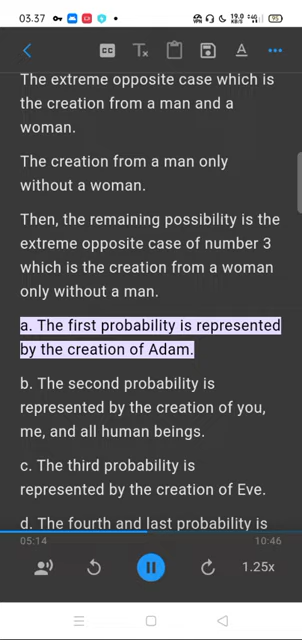 03.37
19.0 KB/S
4G
95
CC
The extreme opposite case which is
the creation from a man and a
woman.
The creation from a man only
without a woman.
Then, the remaining possibility is the
extreme opposite case of number 3
which is the creation from a woman
only without a man.
a. The first probability is represented
by the creation of Adam.
b. The second probability is
represented by the creation of you,
me, and all human beings.
c. The third probability is
represented by the creation of Eve.
d. The fourth and last probability is
05:14
10:46
1.25x